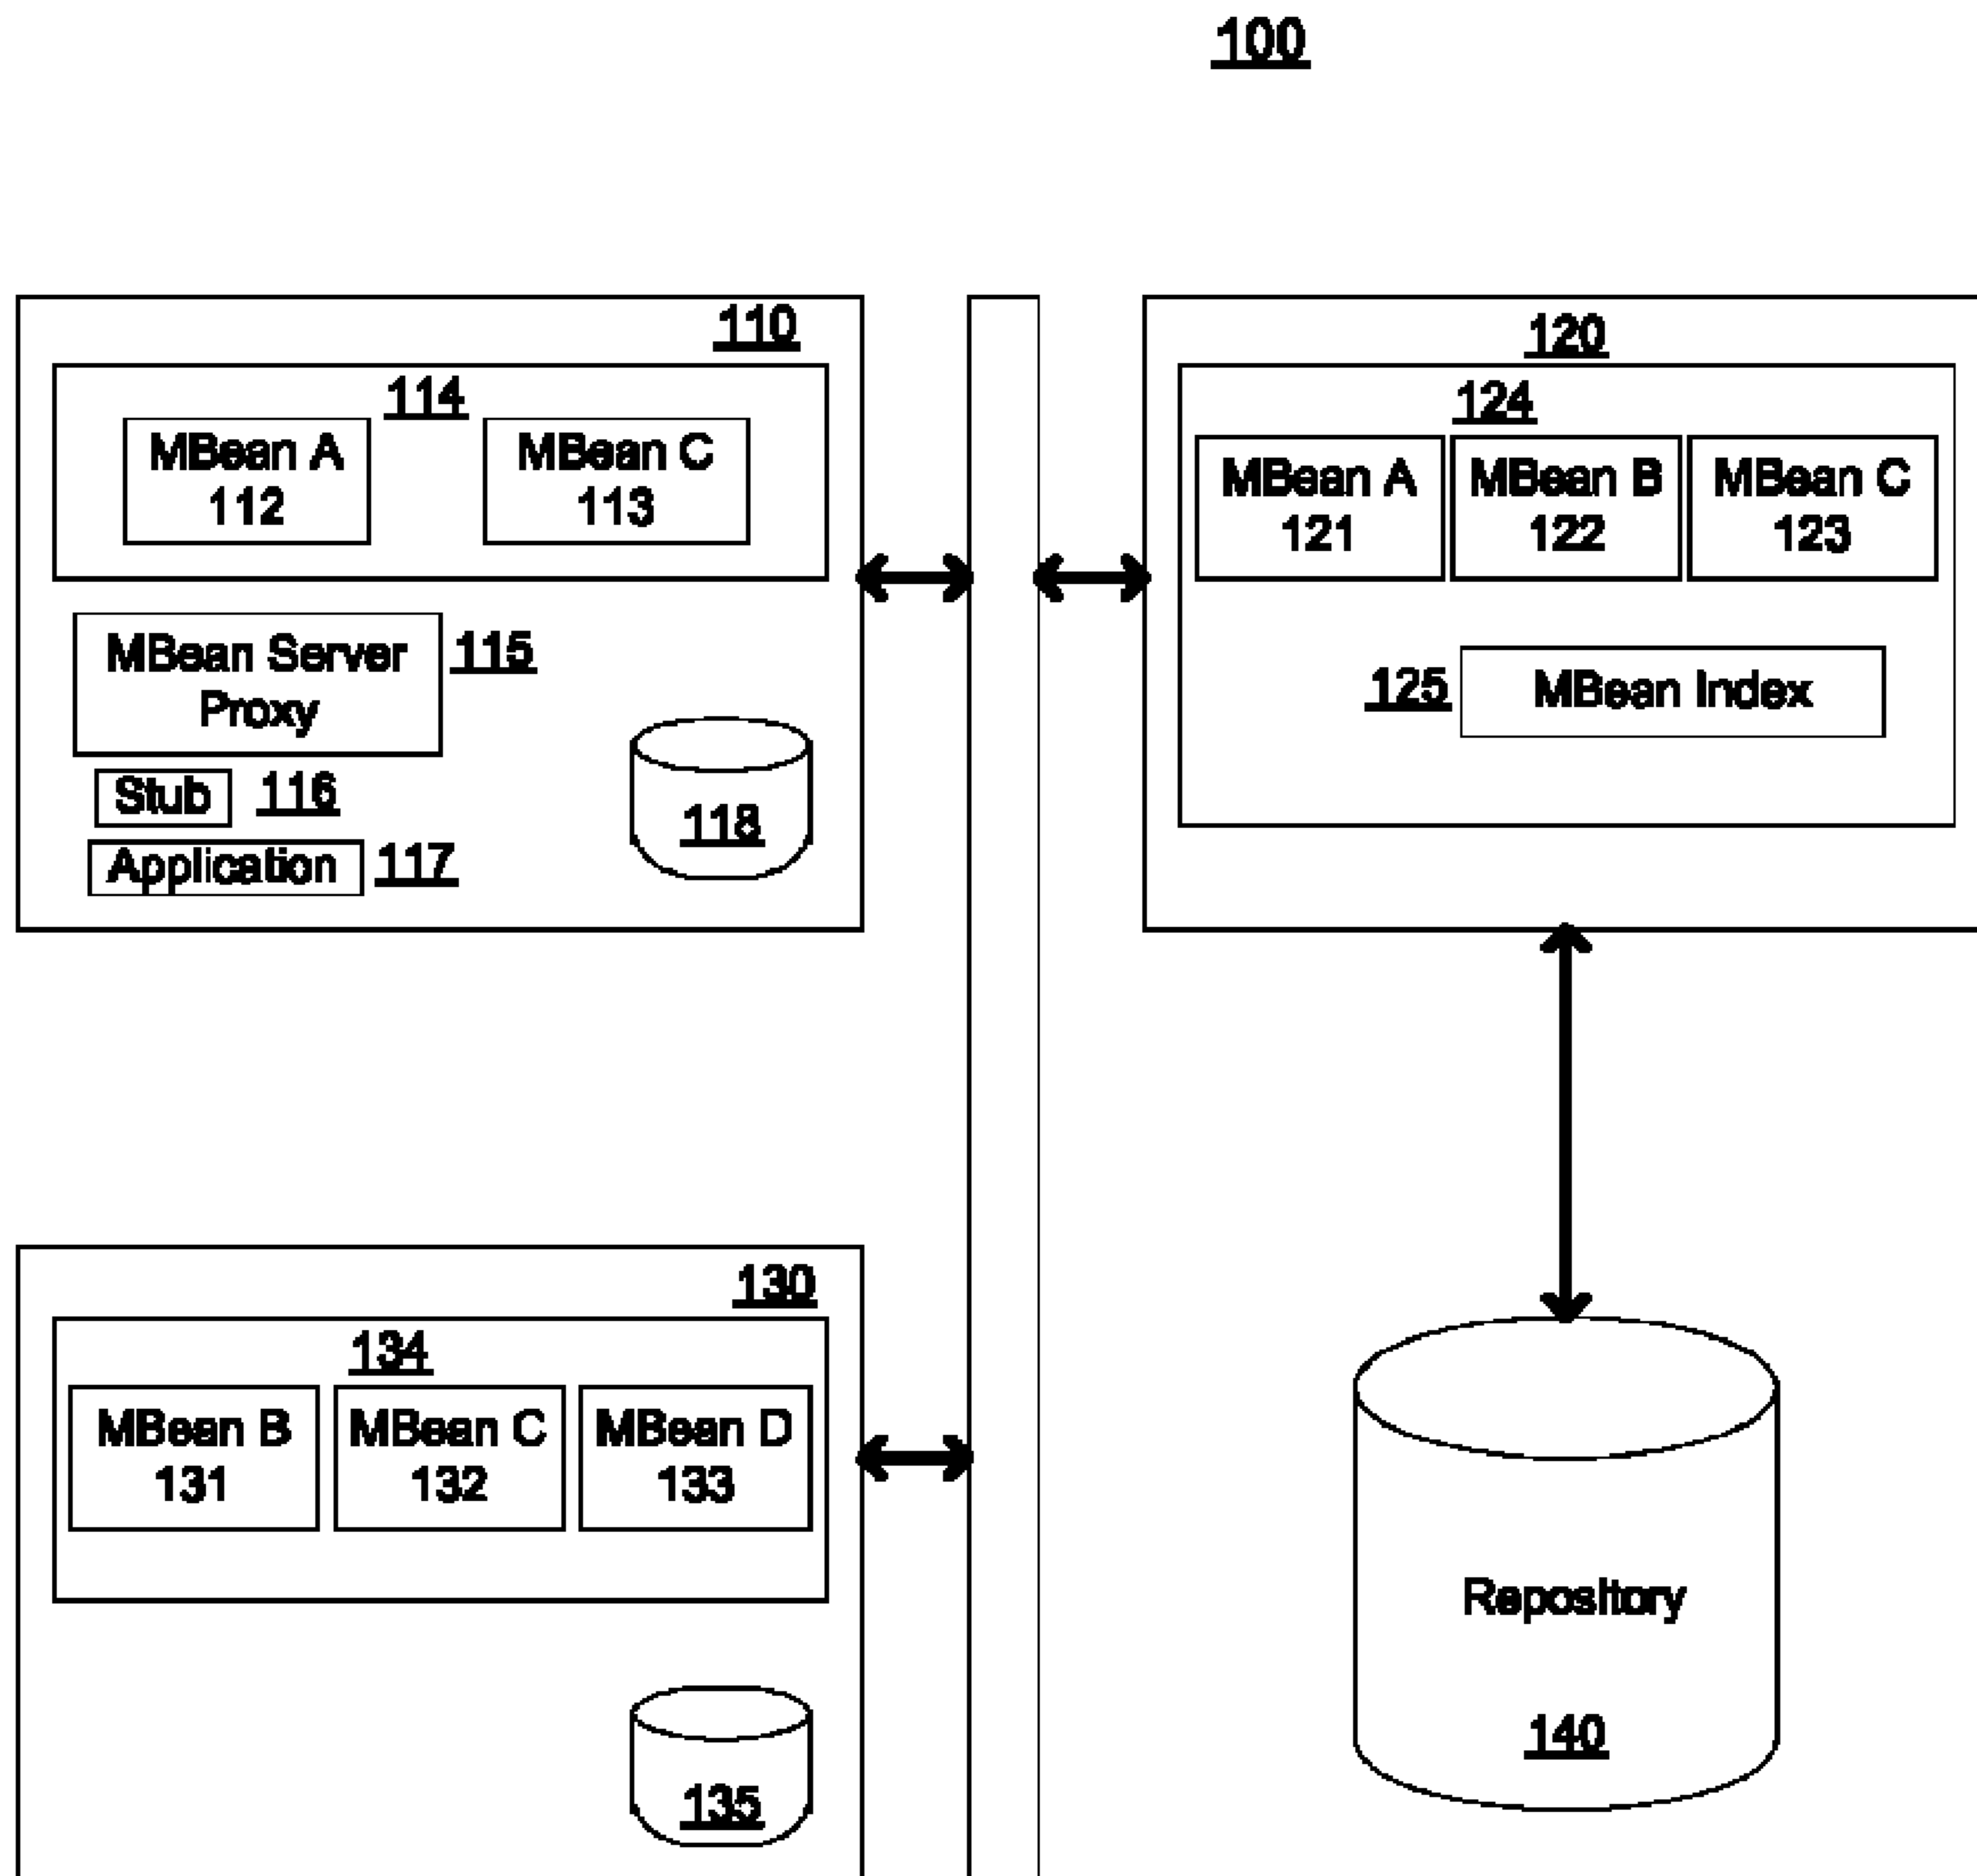 100
110
114
MBean A
112
MBean C
113
MBean Server
Proxy
115
Stub
116
Application
117
118
120
124
MBean A
121
MBean B
122
MBean C
123
125
MBean Index
130
134
MBean B
131
MBean C
132
MBean D
133
135
Repository
140